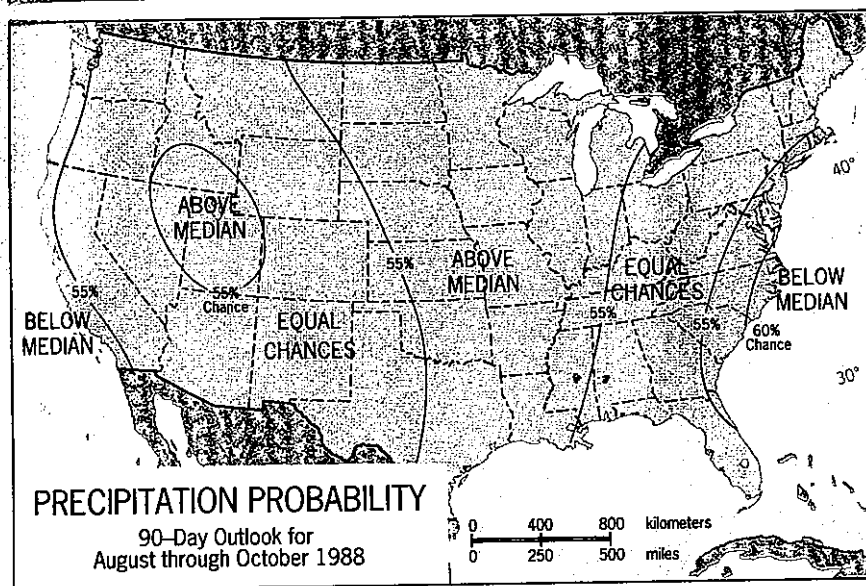 ABOVE
MEDIAN
40°
55%
ABOVE
MEDIAN
EQUAL
CHANCES
BELOW
MEDIAN
55%
55%
Chance
BELOW
MEDIAN
EQUAL
CHANCES
55%
55%
60%
Chance
30°
PRECIPITATION PROBABILITY
90-Day Outlook for
August through October 1988
0 400 800 kilometers
0 250 500 miles